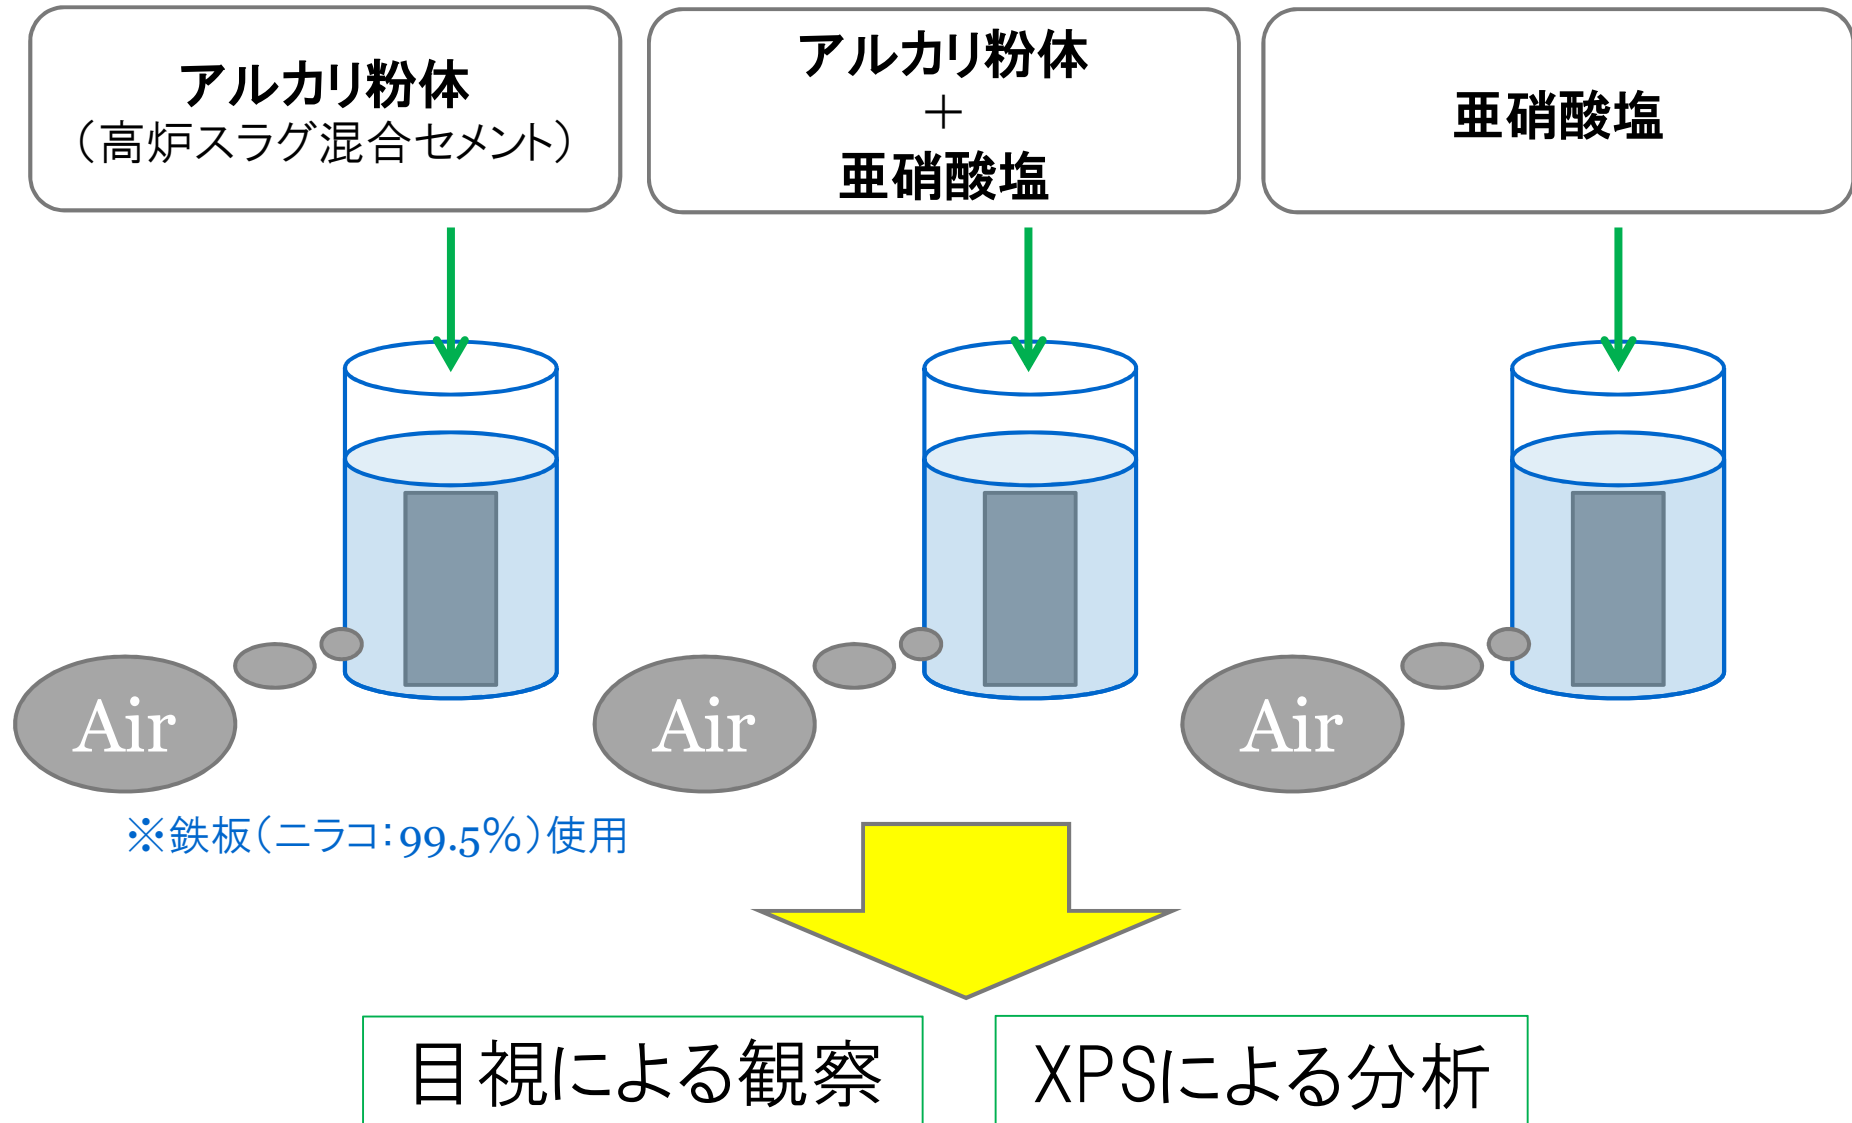 アルカリ粉体
（高炉スラグ混合セメント）
アルカリ粉体
＋
亜硝酸塩
亜硝酸塩
Air
Air
Air
※鉄板（ニラコ：99.5％）使用
目視による観察
XPSによる分析